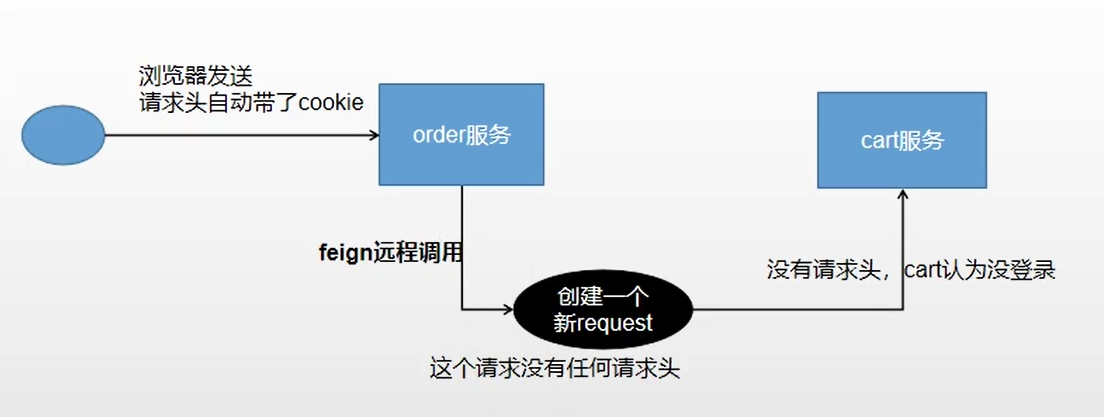 浏览器发送
请求头自动带了cookie
order服务
cart服务
feign远程调用
创建一个
新request
没有请求头，cart认为没登录
这个请求没有任何请求头